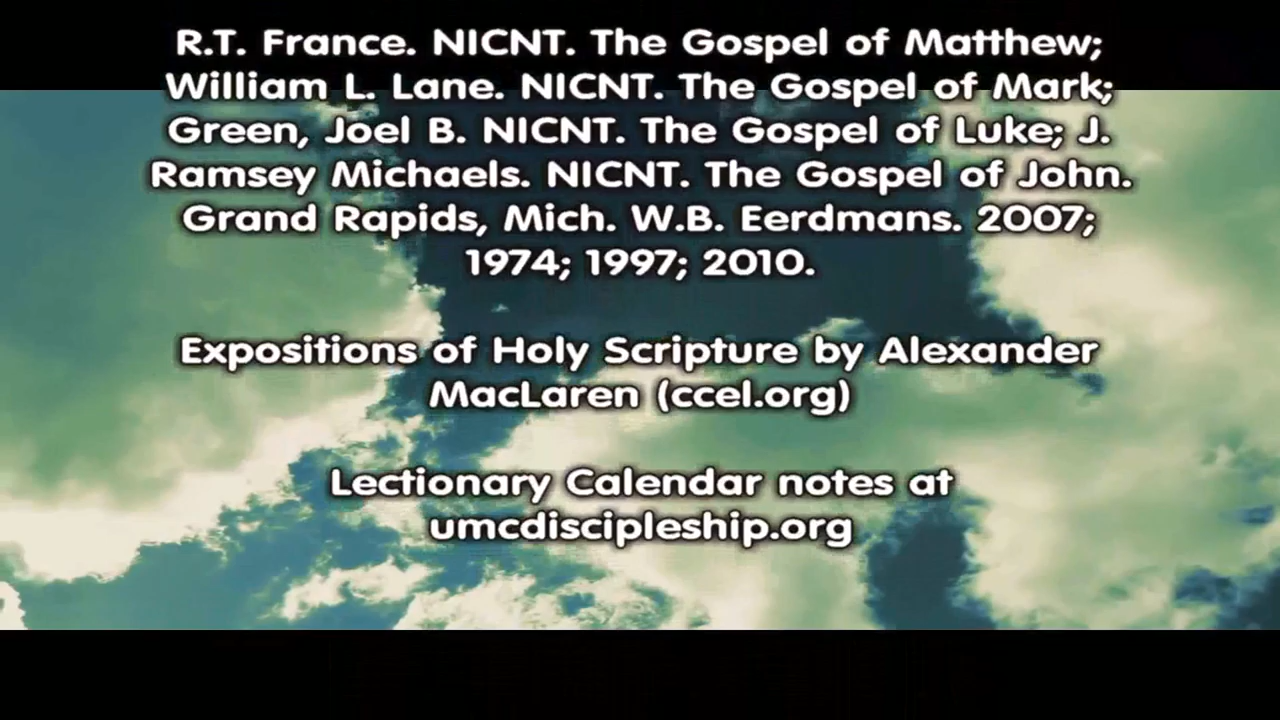 R.T. France. NICNT. The Gospel of Matthew;
William L. Lane. NICNT. The Gospel of Mark;
Green, Joel B. NICNT. The Gospel of Luke; J.
Ramsey Michaels. NICNT. The Gospel of John.
Grand Rapids, Mich. W.B. Eerdmans. 2007;
1974; 1997; 2010.
Expositions of Holy Scripture by Alexander
MacLaren (ccel.org)
Lectionary Calendar notes at
umcdiscipleship.org